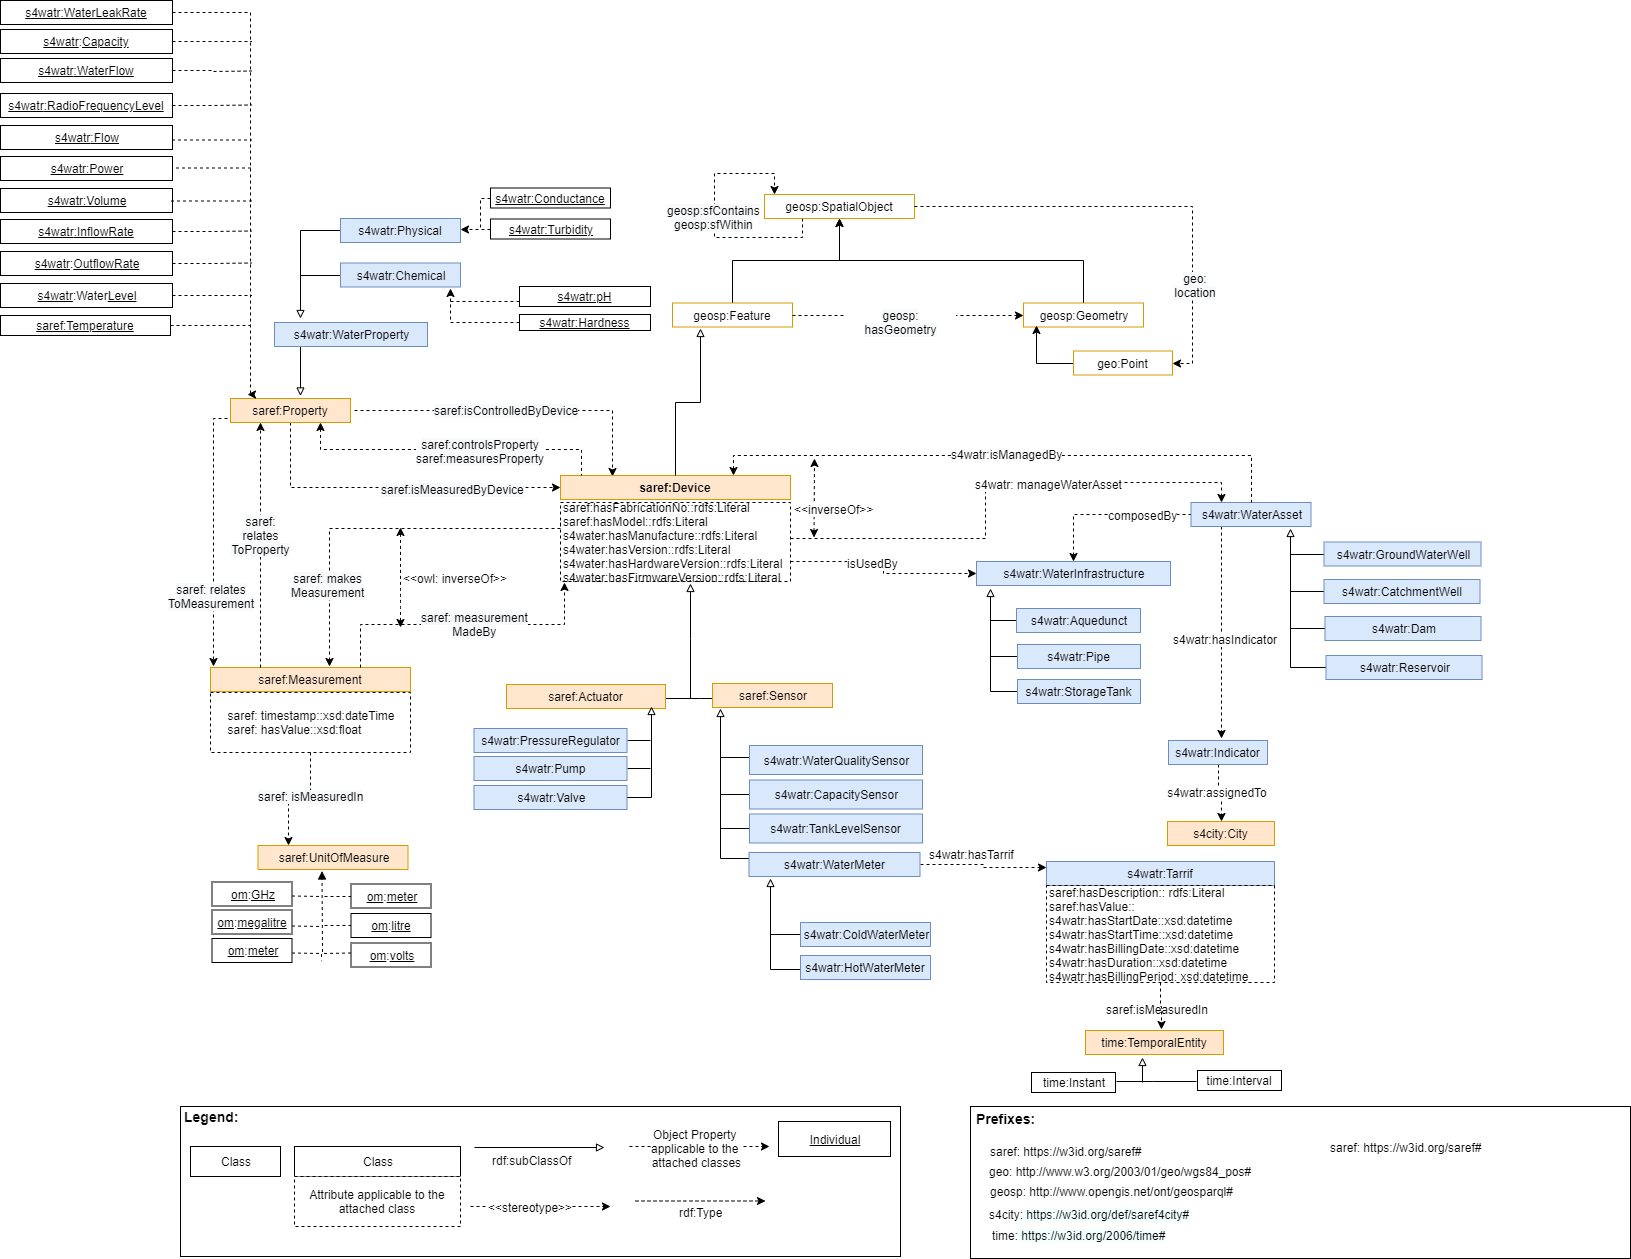 s4watr:WaterLeakRate
s4watr:Capacity
s4watr:WaterFlow
s4watr:RadioFrequencyLevel
s4watr:Flow
s4watr:Power
s4watr:Volume
s4watr:InflowRate
s4watr:OutflowRate
s4watr:WaterLevel
saref:Temperature
s4watr:Physical
s4watr:Conductance
s4watr:Turbidity
s4watr:Chemical
s4watr:pH
s4watr:Hardness
s4watr:WaterProperty
geosp:sfContains
geosp:sfWithin
geosp:SpatialObject
geo:
location
geosp:Feature
geosp:
hasGeometry
geosp:Geometry
geo:Point
saref:Property
saref:isControlledByDevice
saref:controlsProperty
saref:measuresProperty
saref:isMeasuredByDevice
saref:Device
saref:hasFabricationNo::rdfs:Literal
saref:hasModel::rdfs:Literal
s4water:hasManufacture::rdfs:Literal
s4water:hasVersion::rdfs:Literal
s4water:hasHardwareVersion::rdfs:Literal
s4water:hasFirmwareVersion::rdfs:Literal
<<inverseOf>>
s4watr:isManagedBy
s4watr: manageWaterAsset
composedBy
s4watr:WaterAsset
isUsedBy
s4watr:WaterInfrastructure
s4watr:Aquedunct
s4watr:Pipe
s4watr:StorageTank
s4watr:hasIndicator
s4watr:GroundWaterWell
s4watr:CatchmentWell
s4watr:Dam
s4watr:Reservoir
saref:
relates
ToProperty
saref: relates
ToMeasurement
saref: makes
Measurement
<<owl: inverseOf>>
saref: measurement
MadeBy
saref:Measurement
saref: timestamp::xsd:dateTime
saref: hasValue::xsd:float
saref: isMeasuredIn
saref:UnitOfMeasure
om:GHz
om:meter
om:megalitre
om:litre
om:meter
om:volts
saref:Actuator
saref:Sensor
s4watr:PressureRegulator
s4watr:Pump
s4watr:Valve
s4watr:WaterQualitySensor
s4watr:CapacitySensor
s4watr:TankLevelSensor
s4watr:WaterMeter
s4watr:ColdWaterMeter
s4watr:HotWaterMeter
s4watr:hasTarrif
s4watr:Indicator
s4watr:assignedTo
s4city:City
s4watr:Tarrif
saref:hasDescription:: rdfs:Literal
saref:hasValue::
s4watr:hasStartDate::xsd:datetime
s4watr:hasStartTime::xsd:datetime
s4watr:hasBillingDate::xsd:datetime
s4watr:hasDuration::xsd:datetime
s4watr:hasBillingPeriod: xsd:datetime
saref:isMeasuredIn
time:TemporalEntity
time:Instant
time:Interval
Legend:
Class
Class
Attribute applicable to the
attached class
rdf:subClassOf
<<stereotype>>
Object Property
applicable to the
attached classes
rdf:Type
Individual
Prefixes:
saref: https://w3id.org/saref#
saref: https://w3id.org/saref#
geo: http://www.w3.org/2003/01/geo/wgs84_pos#
geosp: http://www.opengis.net/ont/geosparql#
s4city: https://w3id.org/def/saref4city#
time: https://w3id.org/2006/time#